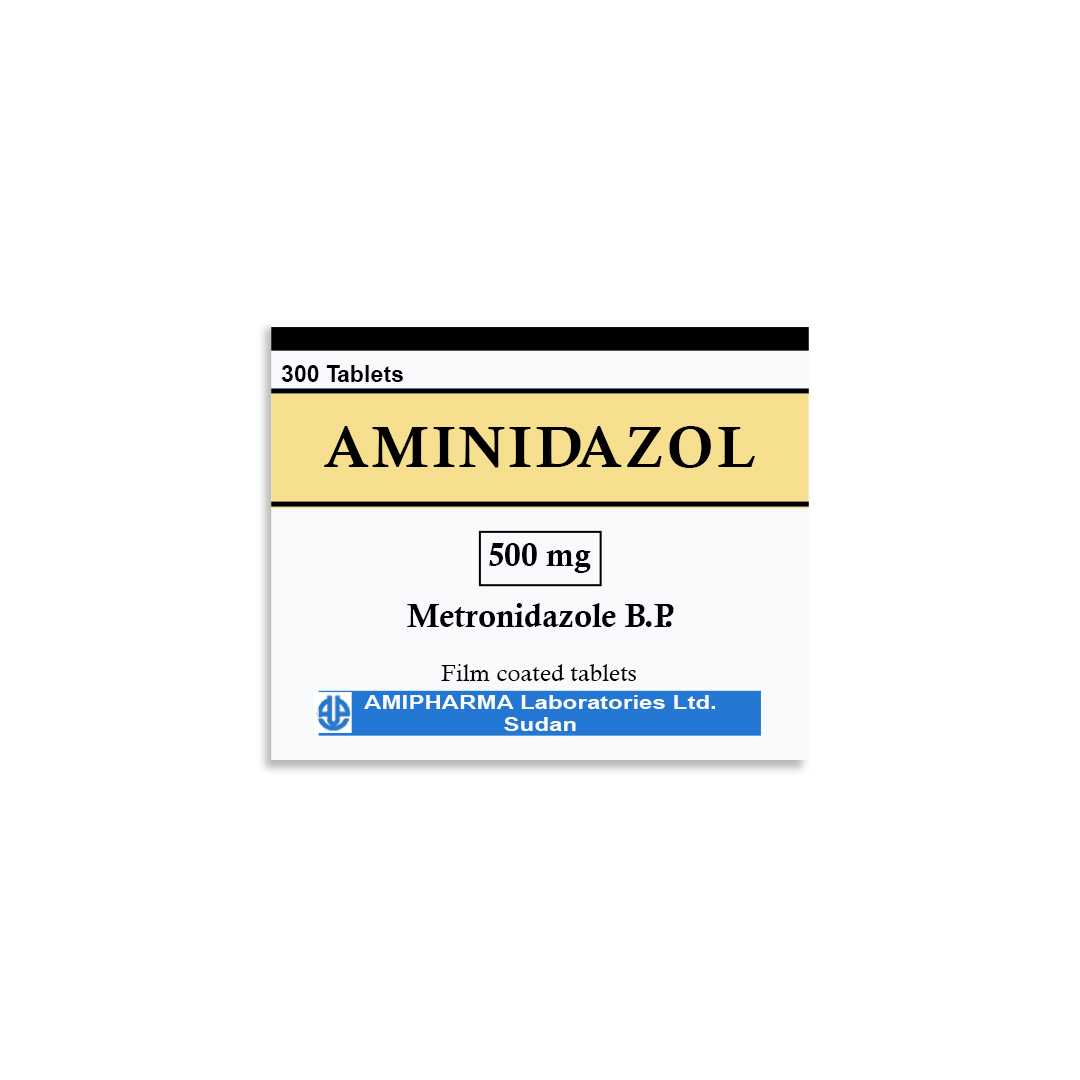 300 Tablets
AMINIDAZOL
500 mg
Metronidazole B.P.
Film coated tablets
AMIPHARMA Laboratories Ltd.
Sudan